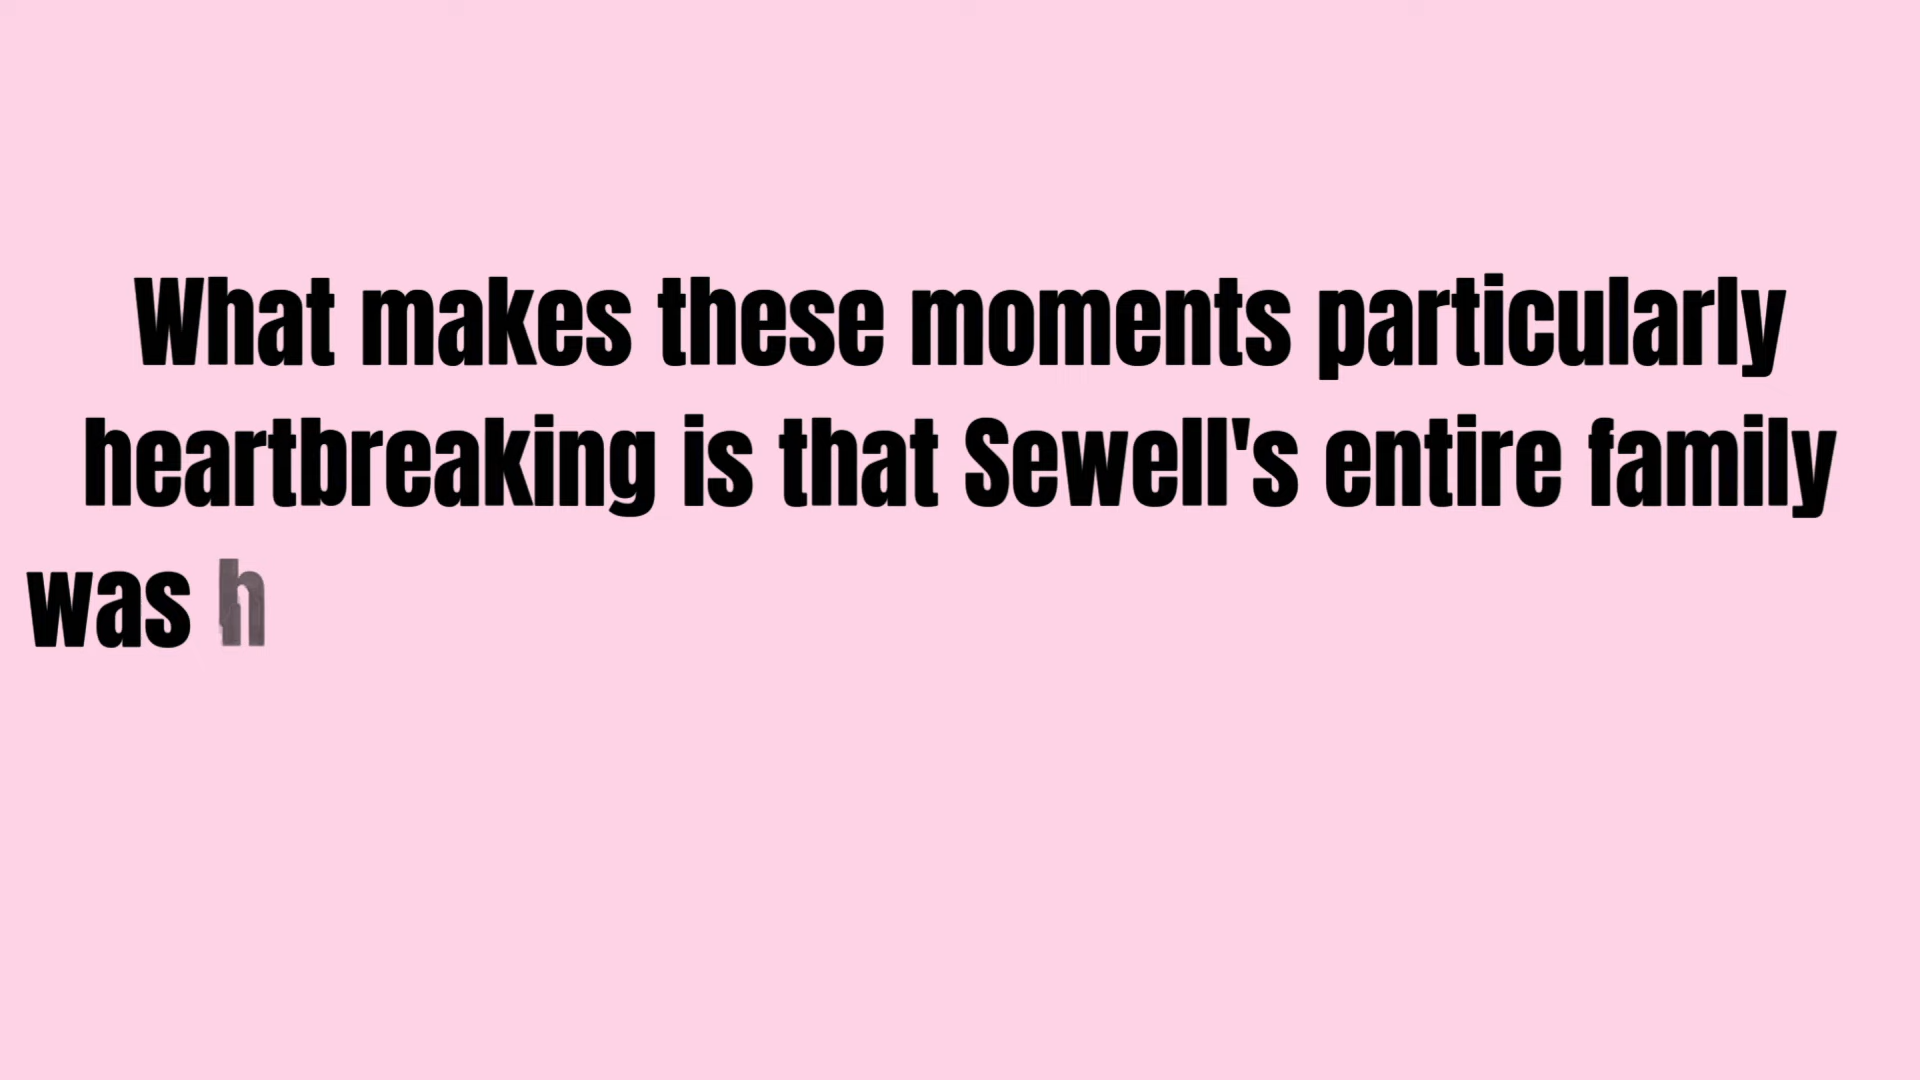 What makes these moments particularly
heartbreaking is that Sewell's entire family
was h